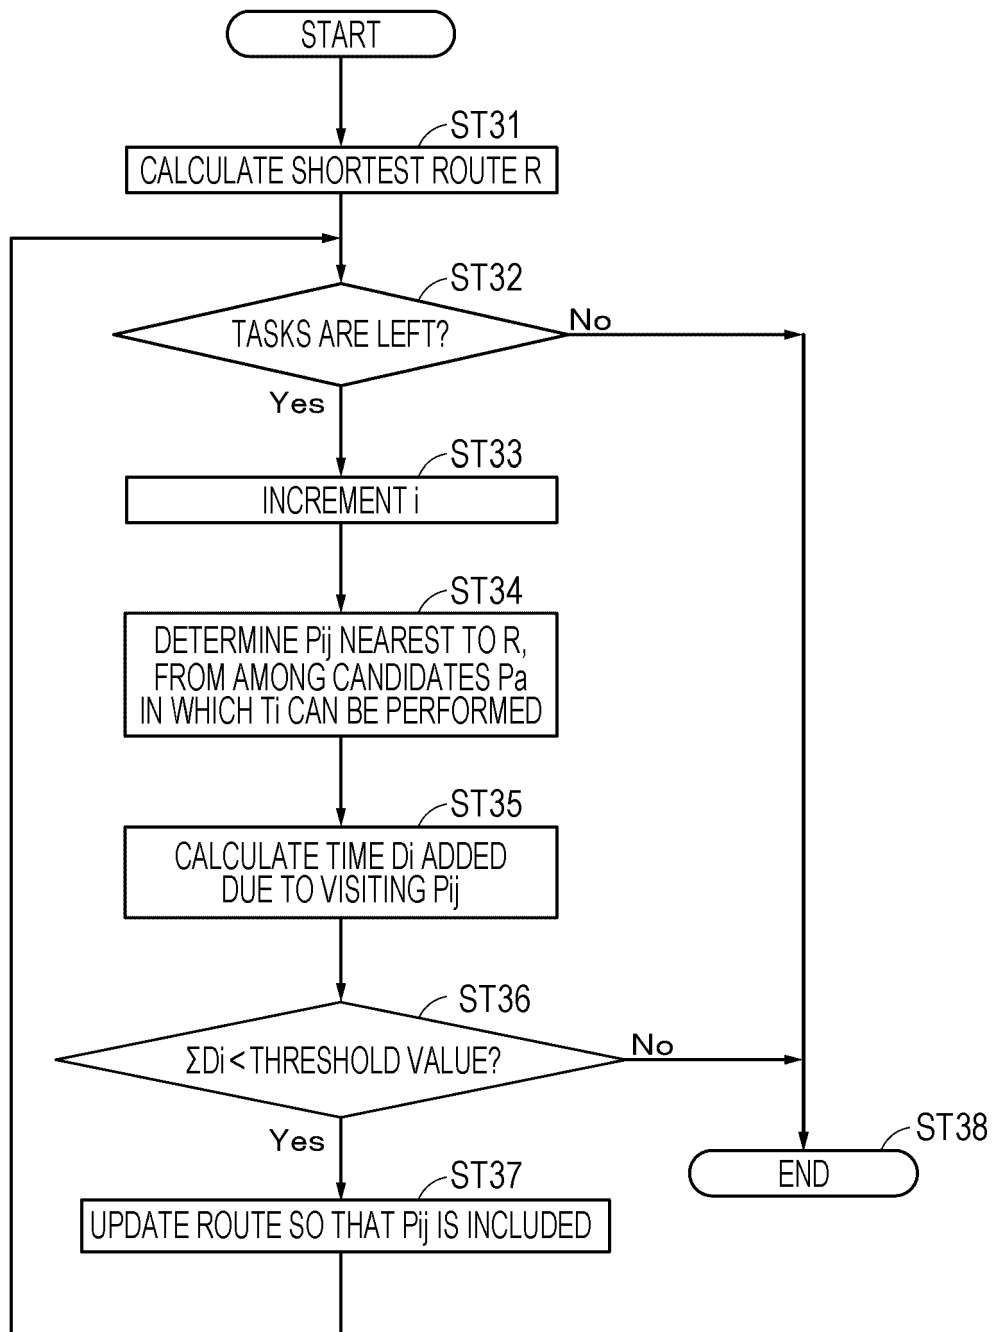 START
ST31
CALCULATE SHORTEST ROUTE R
ST32
TASKS ARE LEFT?
No
Yes
ST33
INCREMENT i
ST34
DETERMINE Pij NEAREST TO R,
FROM AMONG CANDIDATES Pa
IN WHICH Ti CAN BE PERFORMED
ST35
CALCULATE TIME Di ADDED
DUE TO VISITING Pij
ST36
ΣDi < THRESHOLD VALUE?
No
Yes
ST38
END
ST37
UPDATE ROUTE SO THAT Pij IS INCLUDED